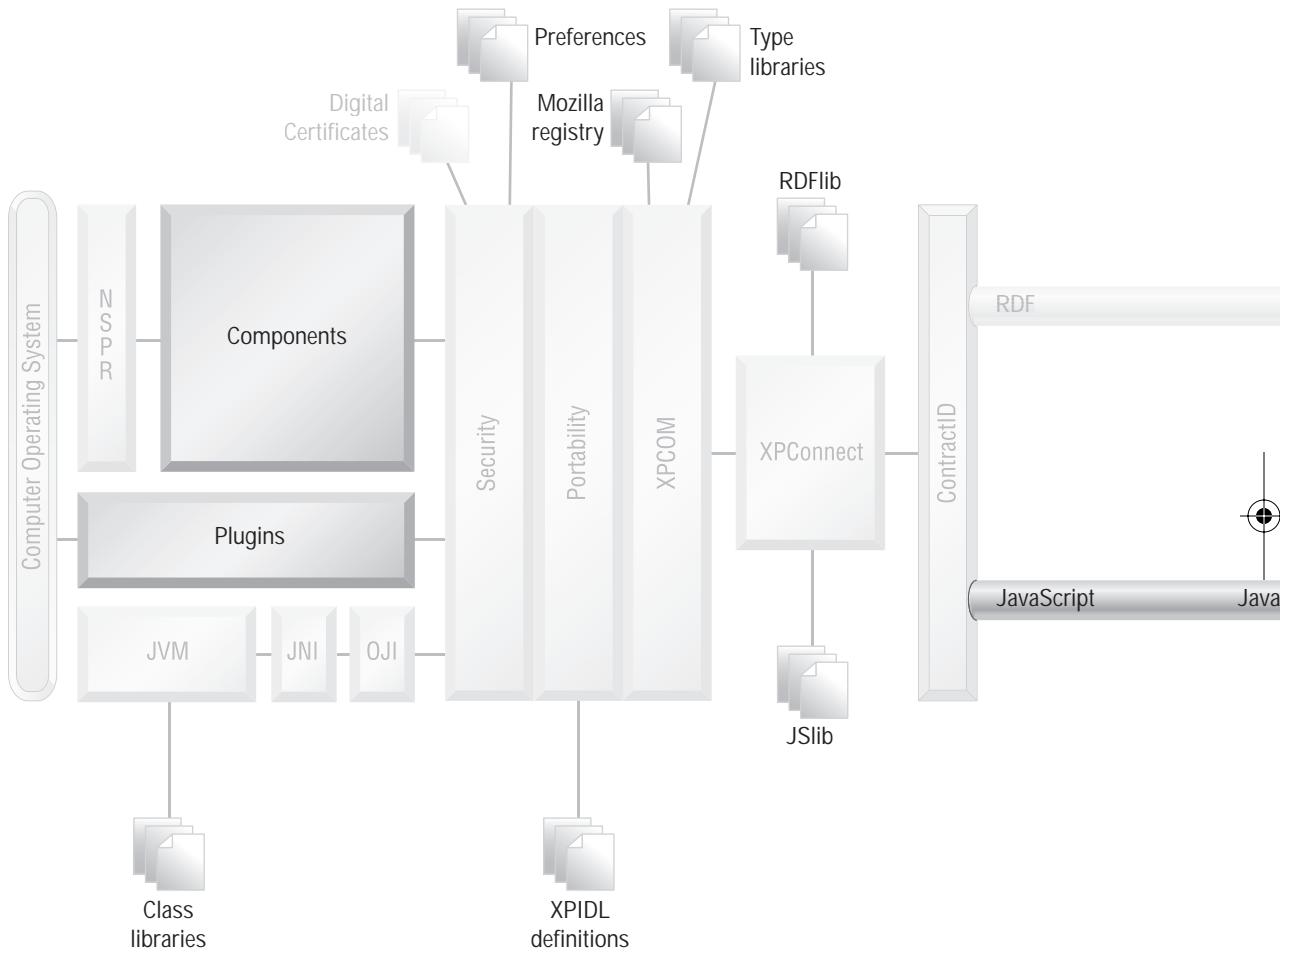 Preferences
Type
libraries
Digital
Certificates
Mozilla
registry
RDFlib
Computer Operating System
NSPR
Components
Security
Portability
XPCOM
XPConnect
ContractID
RDF
Plugins
JavaScript
Java
JVM
JNI
OJI
JSlib
Class
libraries
XPIDL
definitions